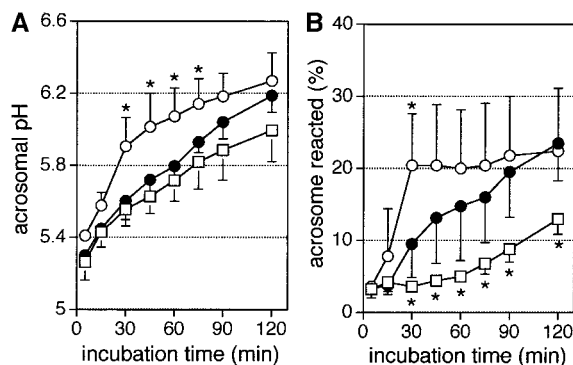 A
acrosomal pH
6.6
6.2
5.8
5.4
5
0 30 60 90 120
incubation time (min)
* * * *
B
acrosome reacted (%)
40
30
20
10
0
0 30 60 90 120
incubation time (min)
*
* * * * * *